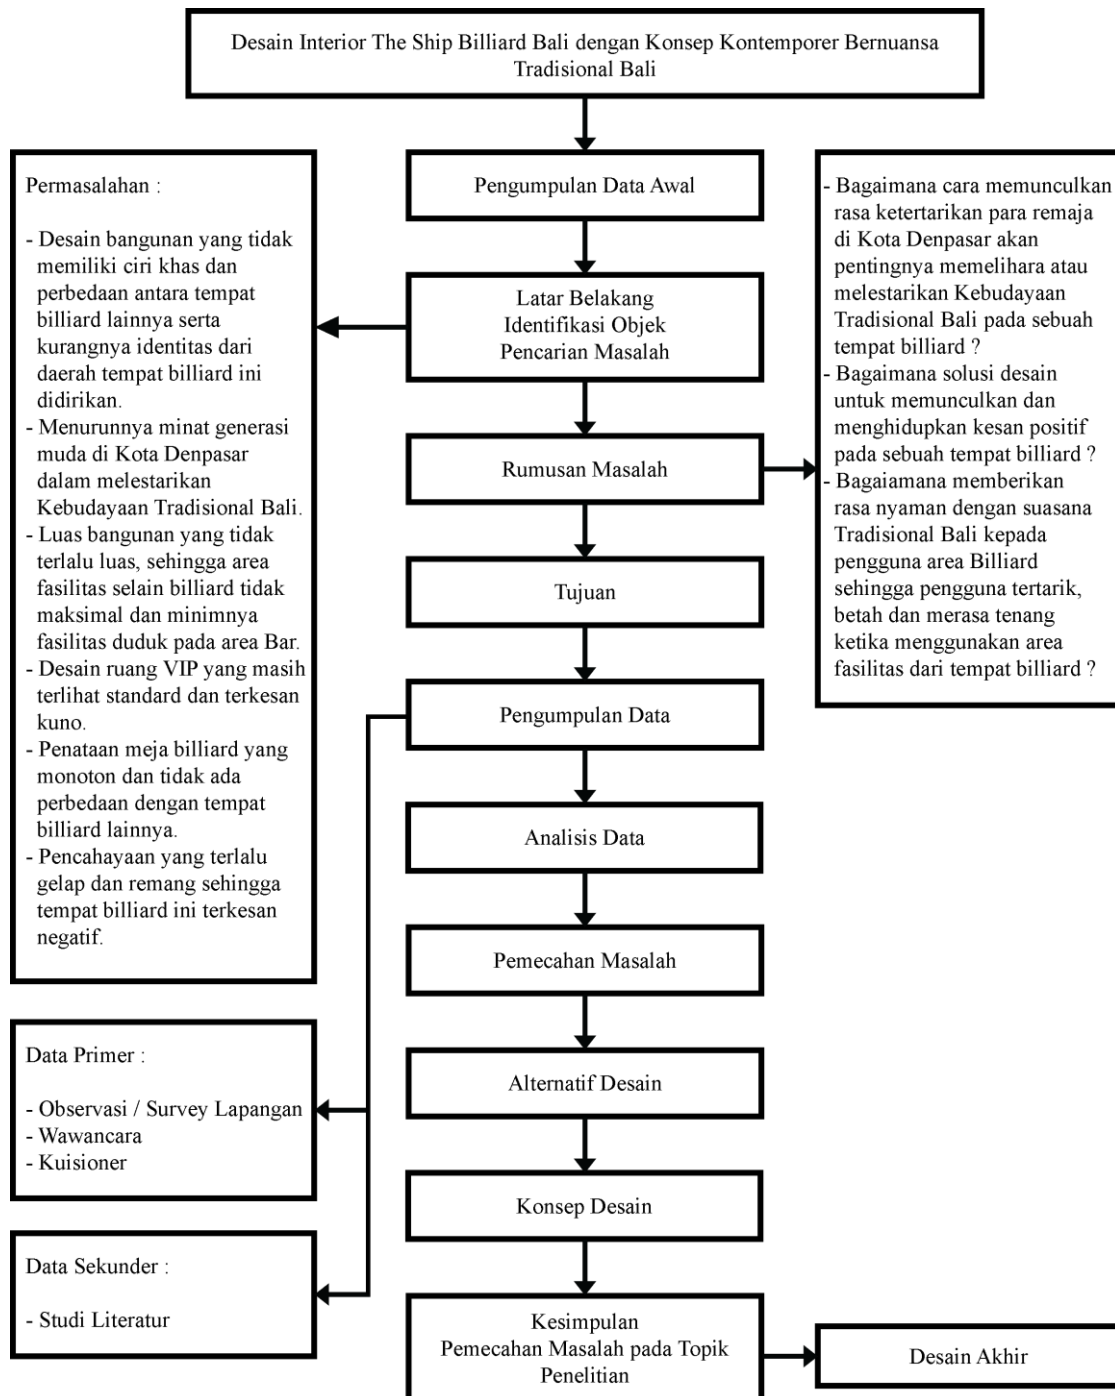 Desain Interior The Ship Billiard Bali dengan Konsep Kontemporer Bernuansa
Tradisional Bali
Pengumpulan Data Awal
Latar Belakang
Identifikasi Objek
Pencarian Masalah
Permasalahan :
- Desain bangunan yang tidak
memiliki ciri khas dan
perbedaan antara tempat
billiard lainnya serta
kurangnya identitas dari
daerah tempat billiard ini
didirikan.
- Menurunnya minat generasi
muda di Kota Denpasar
dalam melestarikan
Kebudayaan Tradisional Bali.
- Luas bangunan yang tidak
terlalu luas, sehingga area
fasilitas selain billiard tidak
maksimal dan minimnya
fasilitas duduk pada area Bar.
- Desain ruang VIP yang masih
terlihat standard dan terkesan
kuno.
- Penataan meja billiard yang
monoton dan tidak ada
perbedaan dengan tempat
billiard lainnya.
- Pencahayaan yang terlalu
gelap dan remang sehingga
tempat billiard ini terkesan
negatif.
Rumusan Masalah
- Bagaimana cara memunculkan
rasa ketertarikan para remaja
di Kota Denpasar akan
pentingnya memelihara atau
melestarikan Kebudayaan
Tradisional Bali pada sebuah
tempat billiard ?
- Bagaimana solusi desain
untuk memunculkan dan
menghidupkan kesan positif
pada sebuah tempat billiard ?
- Bagaiamana memberikan
rasa nyaman dengan suasana
Tradisional Bali kepada
pengguna area Billiard
sehingga pengguna tertarik,
betah dan merasa tenang
ketika menggunakan area
fasilitas dari tempat billiard ?
Tujuan
Pengumpulan Data
Data Primer :
- Observasi / Survey Lapangan
- Wawancara
- Kuisioner
Data Sekunder :
- Studi Literatur
Analisis Data
Pemecahan Masalah
Alternatif Desain
Konsep Desain
Kesimpulan
Pemecahan Masalah pada Topik
Penelitian
Desain Akhir